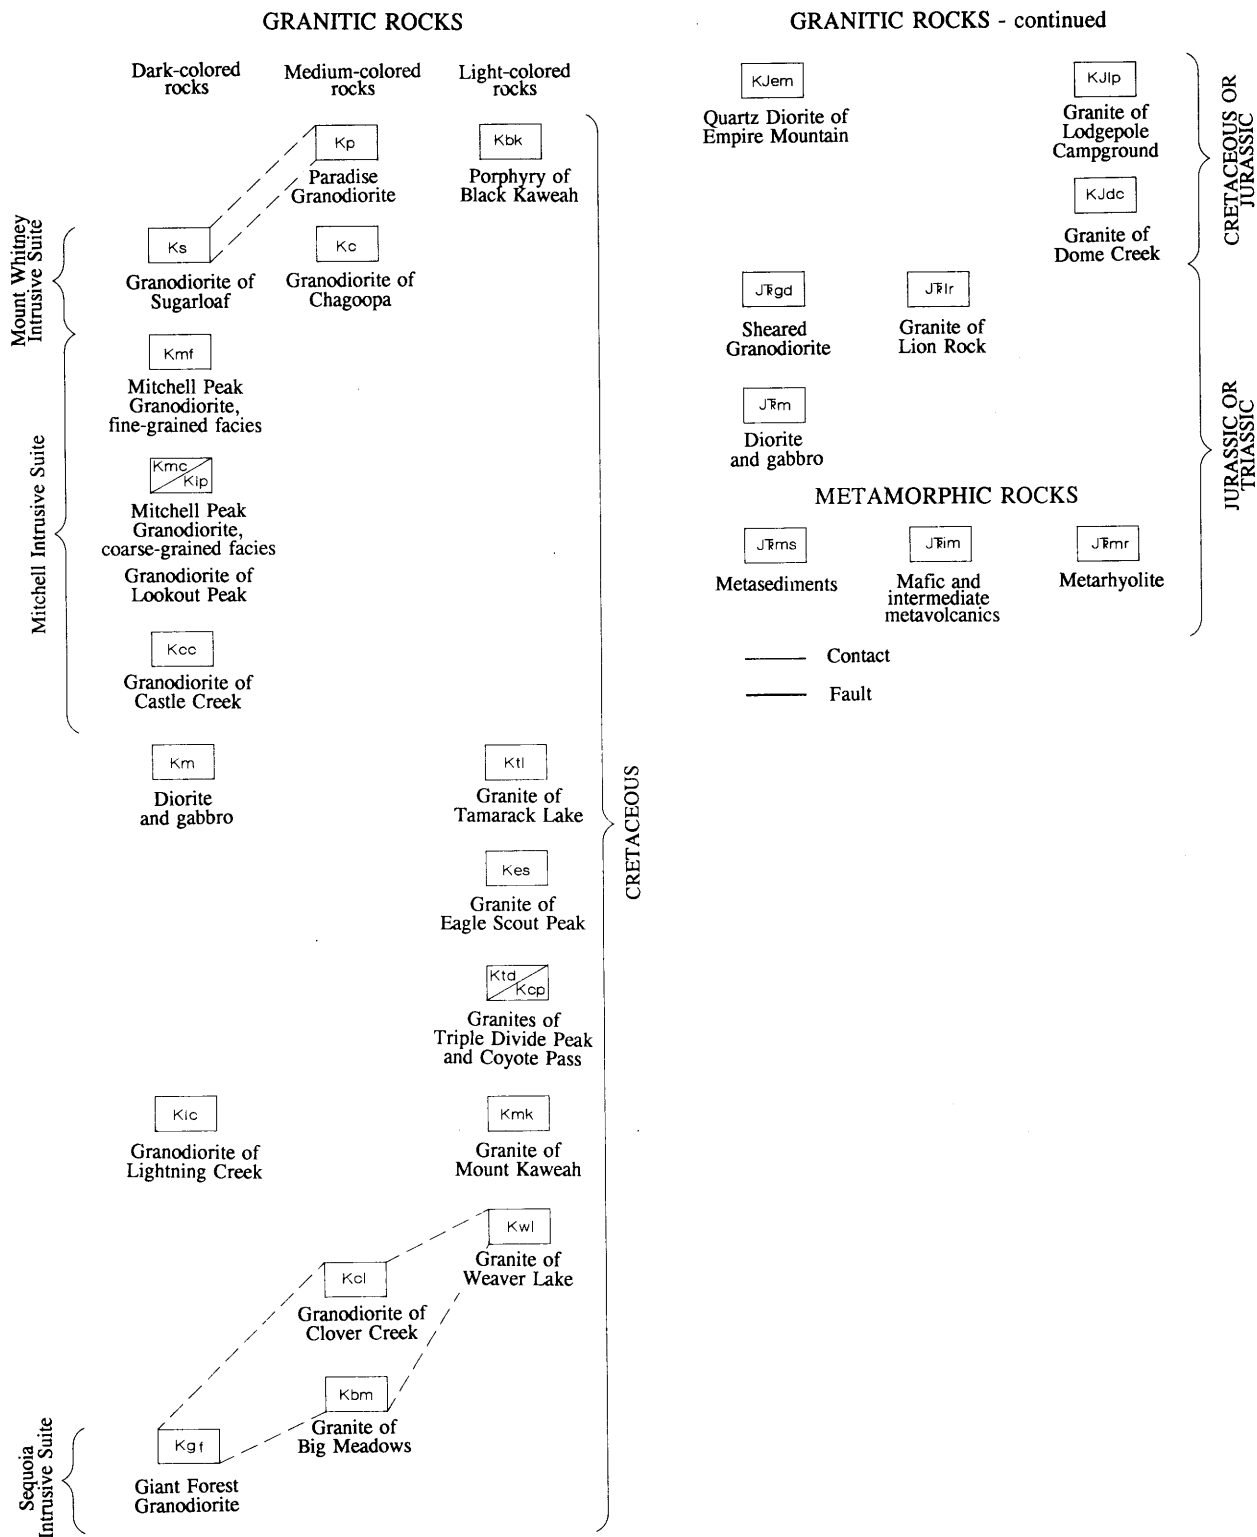 GRANITIC ROCKS
Dark-colored
rocks
Medium-colored
rocks
Light-colored
rocks
Kp
Paradise
Granodiorite
Kbk
Porphyry of
Black Kaweah
Mount Whitney
Intrusive Suite
Ks
Granodiorite of
Sugarloaf
Kc
Granodiorite of
Chagoopa
Mitchell Intrusive Suite
Kmf
Mitchell Peak
Granodiorite,
fine-grained facies
Kmc
Klp
Mitchell Peak
Granodiorite,
coarse-grained facies
Granodiorite of
Lookout Peak
Kcc
Granodiorite of
Castle Creek
Km
Diorite
and gabbro
Ktl
Granite of
Tamarack Lake
Kes
Granite of
Eagle Scout Peak
Ktd
Kcp
Granites of
Triple Divide Peak
and Coyote Pass
Klc
Granodiorite of
Lightning Creek
Kmk
Granite of
Mount Kaweah
Kwl
Granite of
Weaver Lake
Kcl
Granodiorite of
Clover Creek
Kbm
Granite of
Big Meadows
Sequoia
Intrusive Suite
Kgf
Giant Forest
Granodiorite
CRETACEOUS
GRANITIC ROCKS - continued
KJem
Quartz Diorite of
Empire Mountain
KJlp
Granite of
Lodgepole
Campground
KJdc
Granite of
Dome Creek
CRETACEOUS OR
JURASSIC
JTRgd
Sheared
Granodiorite
JTRlr
Granite of
Lion Rock
JTRm
Diorite
and gabbro
METAMORPHIC ROCKS
JTRms
Metasediments
JTRim
Mafic and
intermediate
metavolcanics
JTRmr
Metarhyolite
JURASSIC OR
TRIASSIC
Contact
Fault